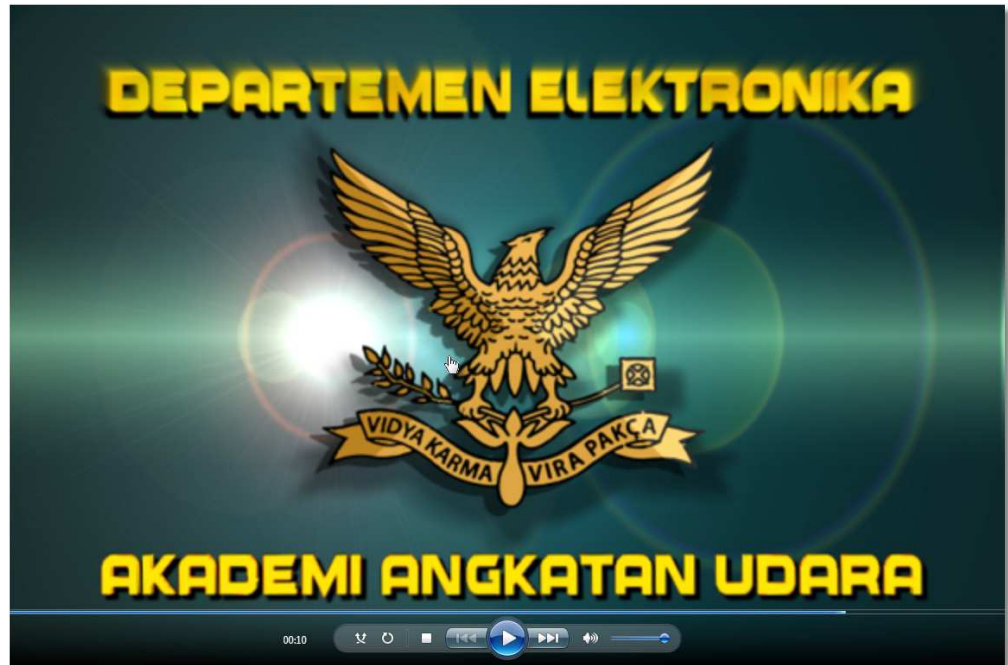 DEPARTEMEN ELEKTRONIKA
VIDYA KARMA VIRA PAKÇA
AKADEMI ANGKATAN UDARA
00:10